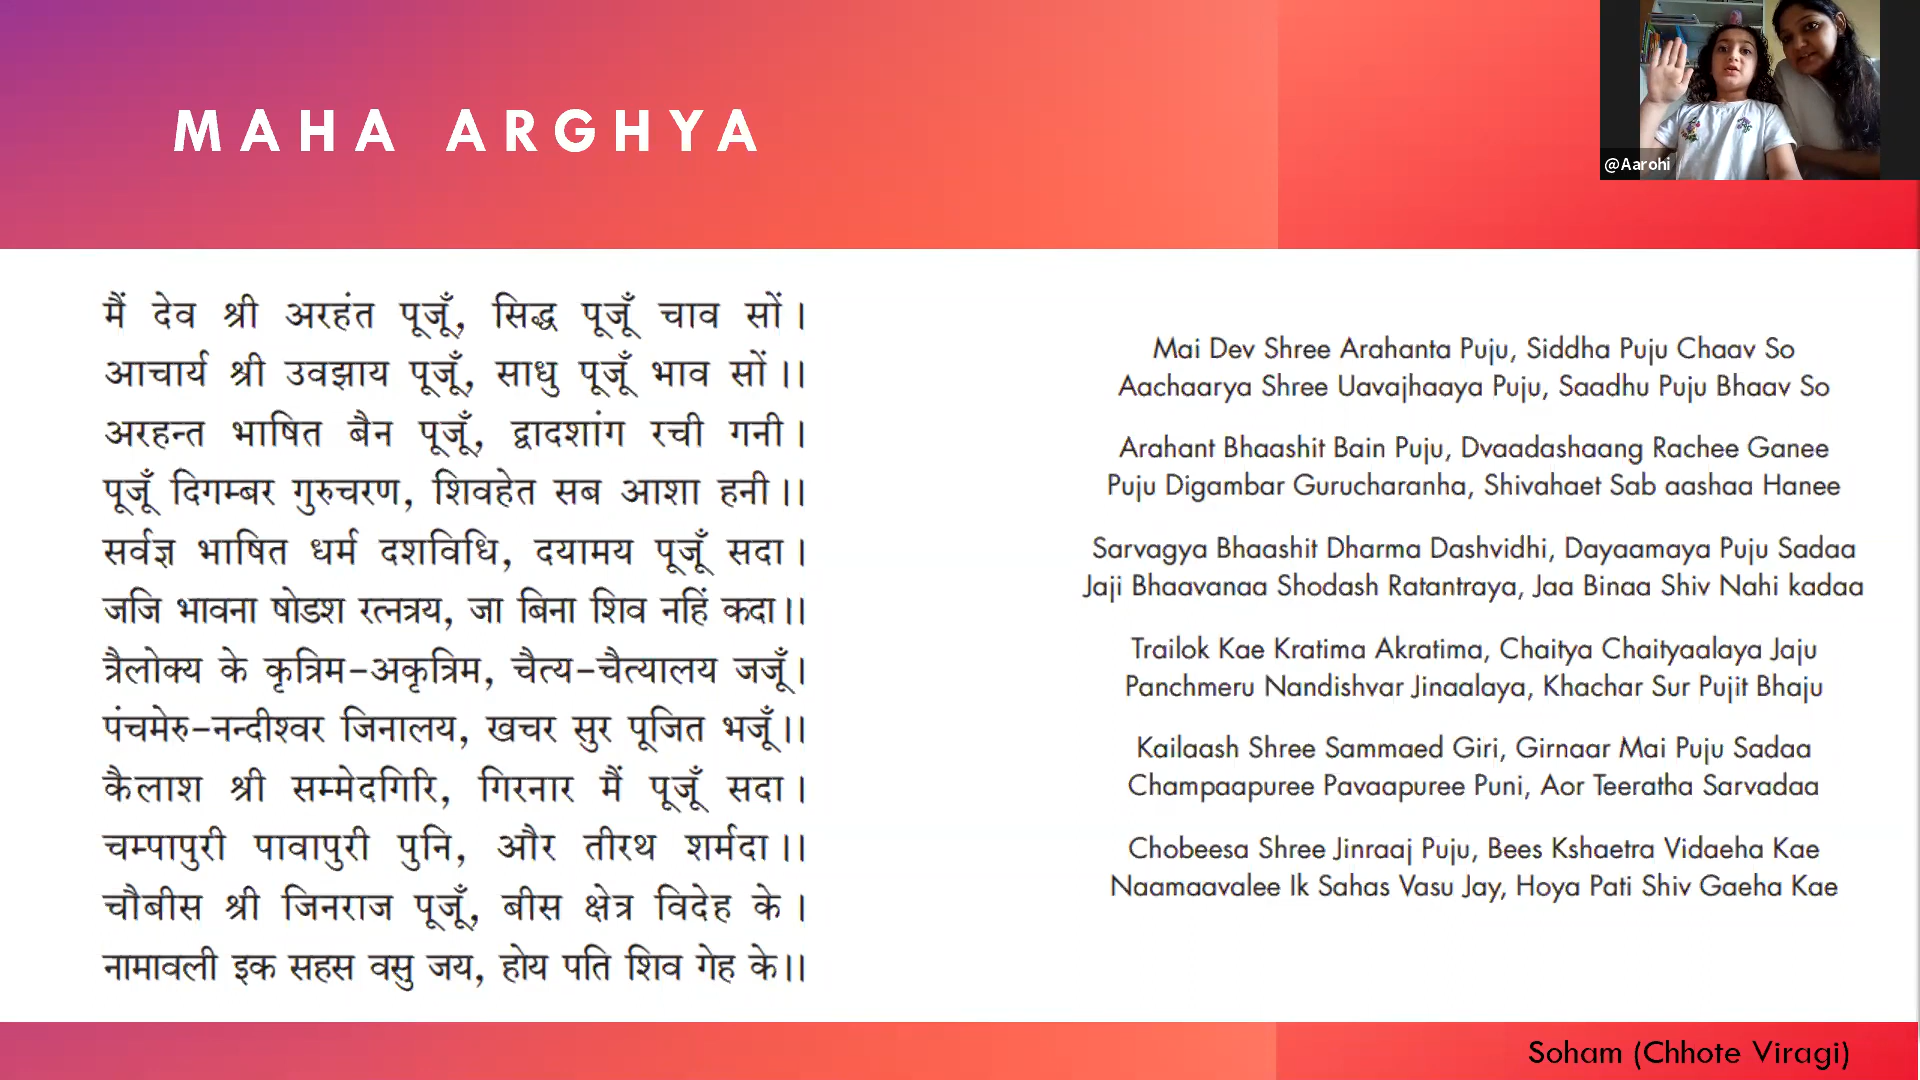 MAHA ARGHYA
@Aarohi
मैं देव श्री अरहंत पूजूँ, सिद्ध पूजूँ चाव सों।
आचार्य श्री उवझाय पूजूँ, साधु पूजूँ भाव सों।।
अरहन्त भाषित बैन पूजूँ, द्वादशांग रची गनी।
पूजूँ दिगम्बर गुरुचरण, शिवहेत सब आशा हनी।।
सर्वज्ञ भाषित धर्म दशविधि, दयामय पूजूँ सदा।
जजि भावना षोडश रत्नत्रय, जा बिना शिव नहिं कदा।।
त्रैलोक्य के कृत्रिम-अकृत्रिम, चैत्य-चैत्यालय जजूँ।
पंचमेरु-नन्दीश्वर जिनालय, खचर सुर पूजित भजूँ।।
कैलाश श्री सम्मेदगिरि, गिरनार मैं पूजूँ सदा।
चम्पापुरी पावापुरी पुनि, और तीरथ शर्मदा।।
चौबीस श्री जिनराज पूजूँ, बीस क्षेत्र विदेह के।
नामावली इक सहस वसु जय, होय पति शिव गेह के।।
Mai Dev Shree Arahanta Puju, Siddha Puju Chaav So
Aachaarya Shree Uavajhaaya Puju, Saadhu Puju Bhaav So
Arahant Bhaashit Bain Puju, Dvaadashaang Rachee Ganee
Puju Digambar Gurucharanha, Shivahaet Sab aashaa Hanee
Sarvagya Bhaashit Dharma Dashvidhi, Dayaamaya Puju Sadaa
Jaji Bhaavanaa Shodash Ratantraya, Jaa Binaa Shiv Nahi kadaa
Trailok Kae Kratima Akratima, Chaitya Chaityaalaya Jaju
Panchmeru Nandishvar Jinaalaya, Khachar Sur Pujit Bhaju
Kailaash Shree Sammaed Giri, Girnaar Mai Puju Sadaa
Champaapuree Pavaapuree Puni, Aor Teeratha Sarvadaa
Chobeesa Shree Jinraaj Puju, Bees Kshaetra Vidaeha Kae
Naamaavalee Ik Sahas Vasu Jay, Hoya Pati Shiv Gaeha Kae
Soham (Chhote Viragi)